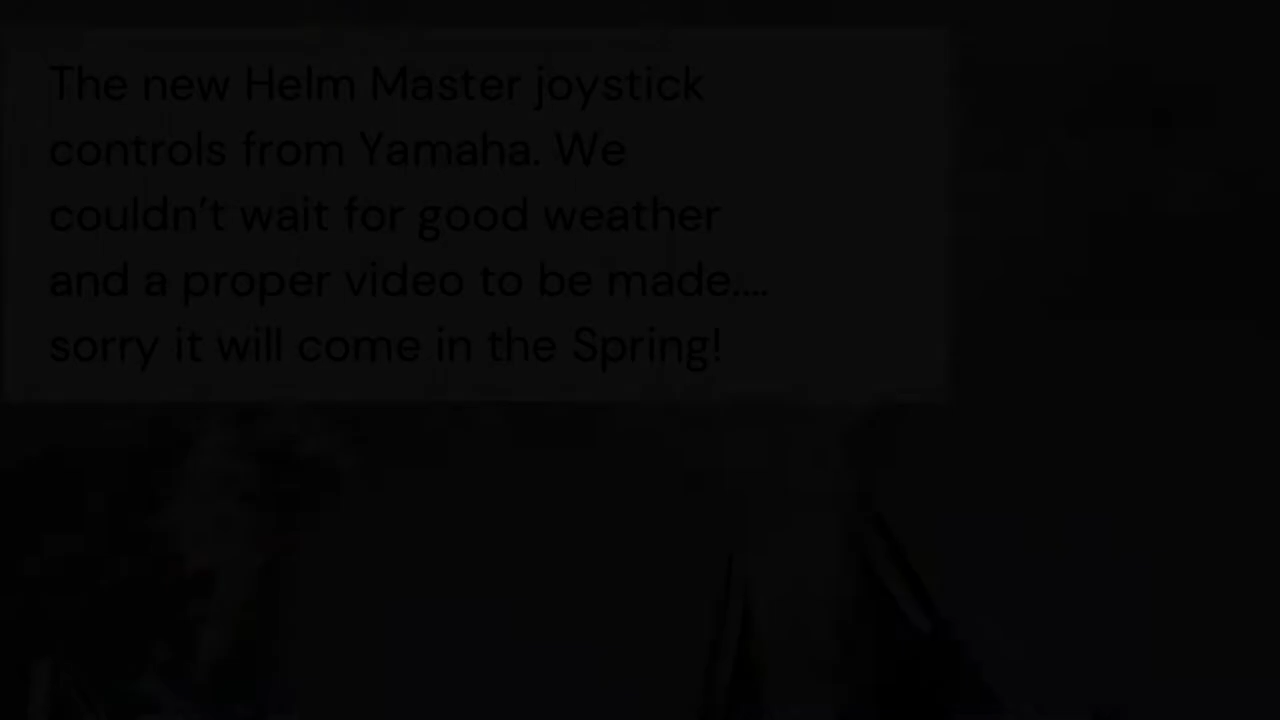 The new Helm Master joystick
controls from Yamaha. We
couldn’t wait for good weather
and a proper video to be made....
sorry it will come in the Spring!